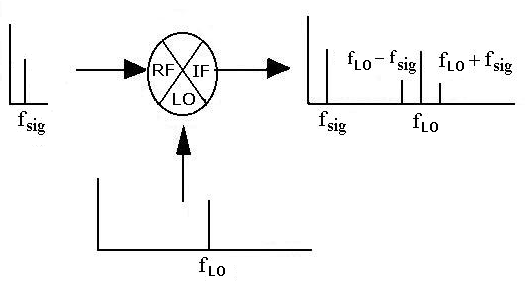 f_sig
RF IF
LO
f_LO
f_LO − f_sig
f_LO + f_sig
f_sig
f_LO